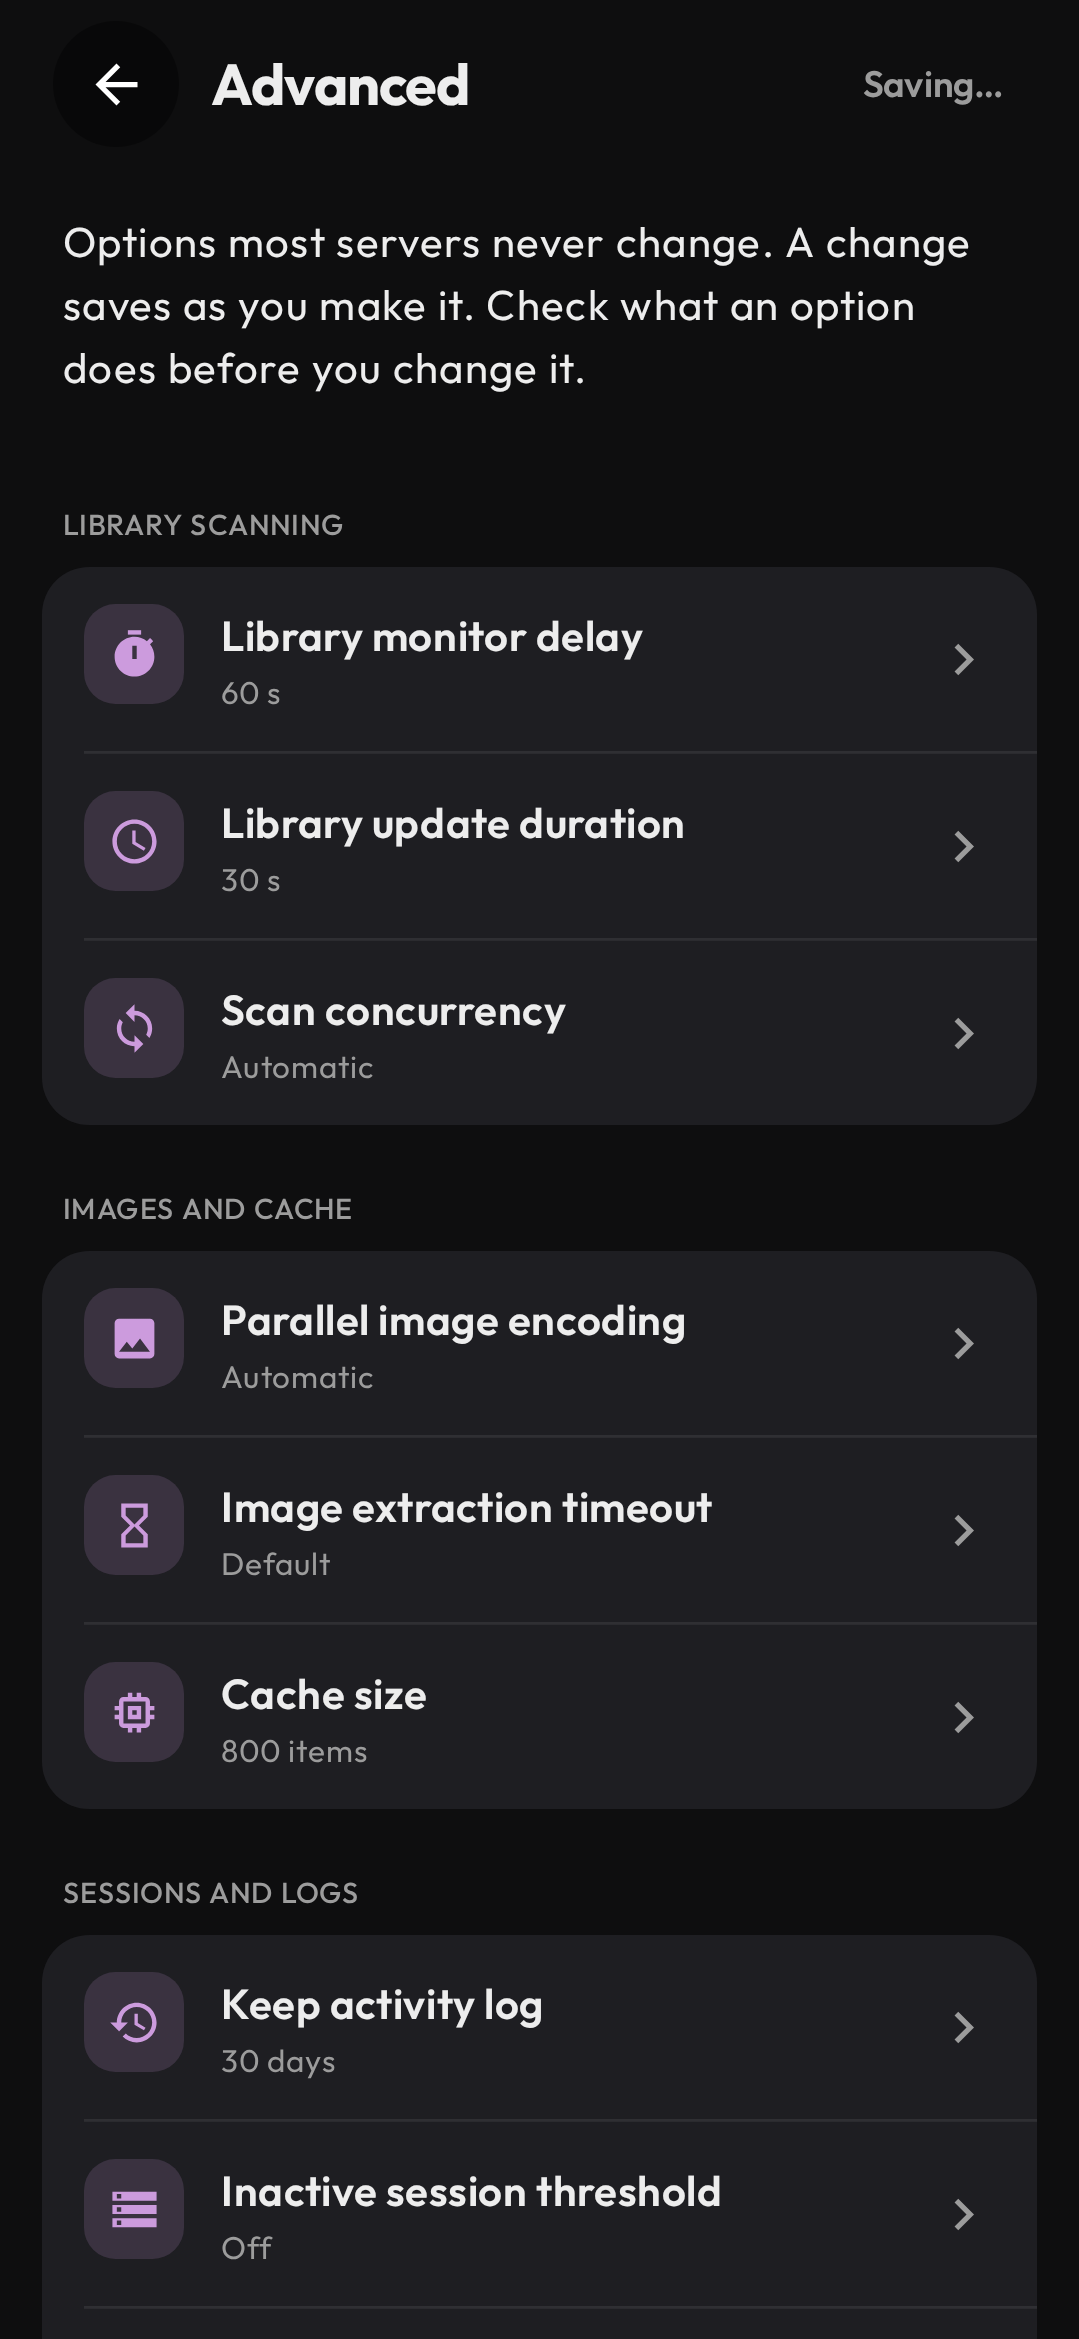 Advanced
Saving...
Options most servers never change. A change
saves as you make it. Check what an option
does before you change it.
LIBRARY SCANNING
Library monitor delay
60 s
Library update duration
30 s
Scan concurrency
Automatic
IMAGES AND CACHE
Parallel image encoding
Automatic
Image extraction timeout
Default
Cache size
800 items
SESSIONS AND LOGS
Keep activity log
30 days
Inactive session threshold
Off